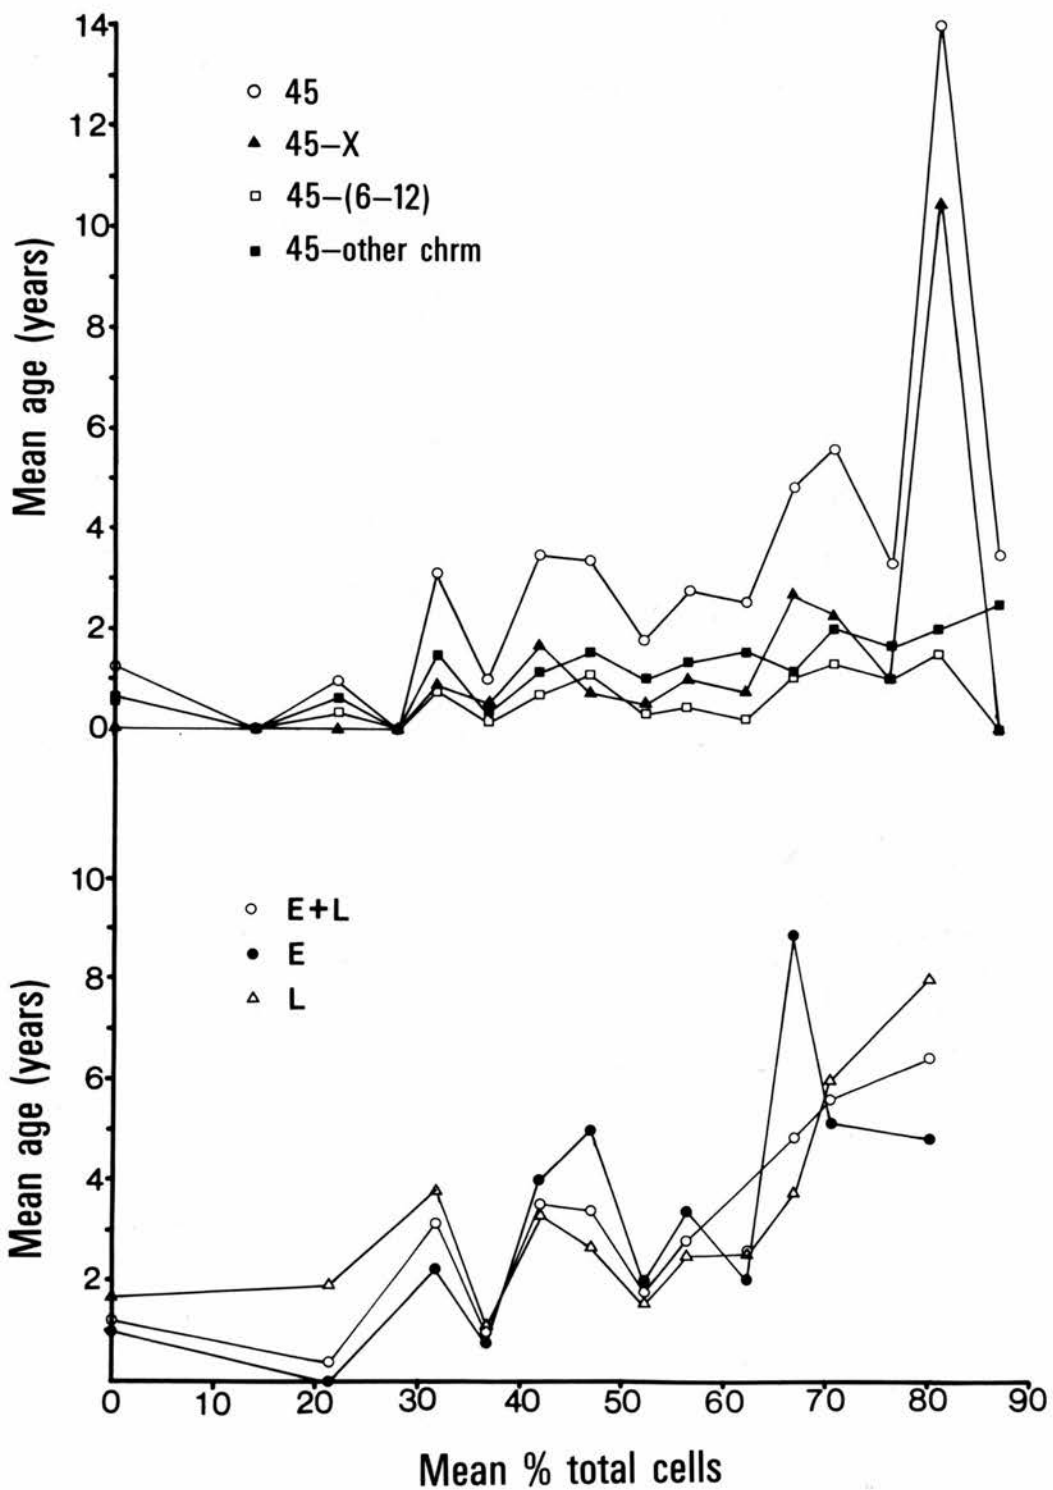 14
12
10
8
6
4
2
0
Mean age (years)
45
45–X
45–(6–12)
45–other chrm
10
8
6
4
2
Mean age (years)
E+L
E
L
0 10 20 30 40 50 60 70 80 90
Mean % total cells